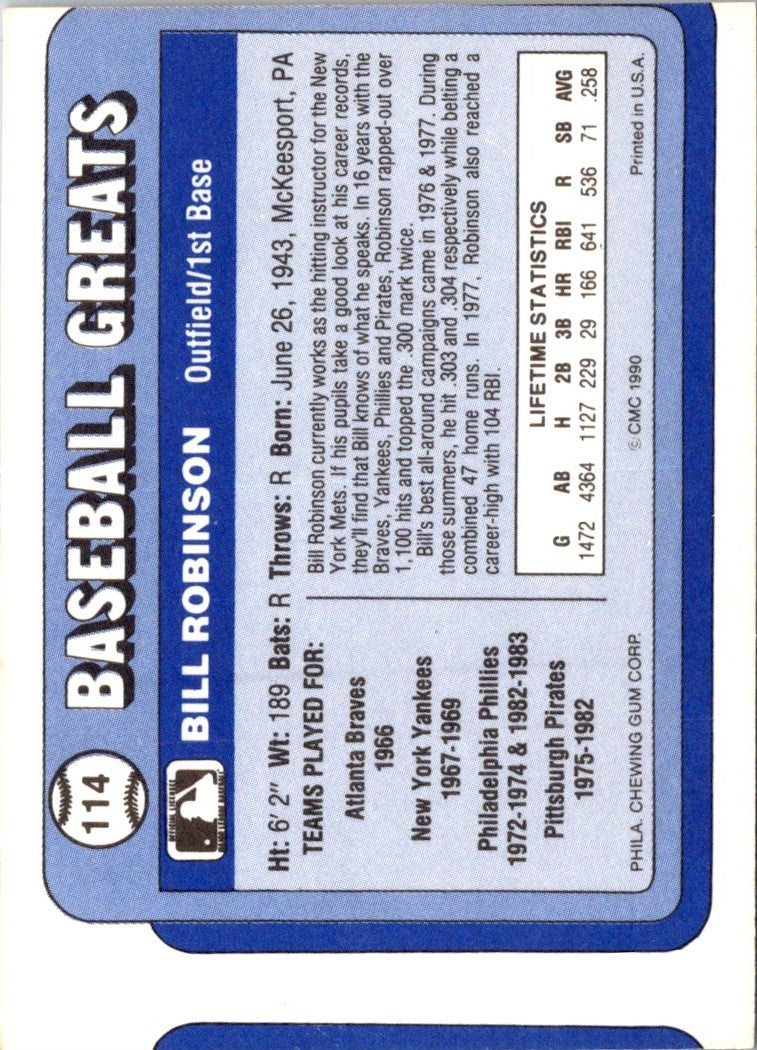 114
BASEBALL GREATS
BILL ROBINSON Outfield/1st Base
Ht: 6' 2" Wt: 189 Bats: R Throws: R Born: June 26, 1943, McKeesport, PA
TEAMS PLAYED FOR:
Atlanta Braves
1966
New York Yankees
1967-1969
Philadelphia Phillies
1972-1974 & 1982-1983
Pittsburgh Pirates
1975-1982
Bill Robinson currently works as the hitting instructor for the New
York Mets. If his pupils take a good look at his career records,
they'll find that Bill knows of what he speaks. In 16 years with the
Braves, Yankees, Phillies and Pirates, Robinson rapped-out over
1,100 hits and topped the .300 mark twice.
Bill's best all-around campaigns came in 1976 & 1977. During
those summers, he hit .303 and .304 respectively while belting a
combined 47 home runs. In 1977, Robinson also reached a
career-high with 104 RBI.
LIFETIME STATISTICS
G AB H 2B 3B HR RBI R SB AVG
1472 4364 1127 229 29 166 641 536 71 .258
PHILA. CHEWING GUM CORP. © CMC 1990 Printed in U.S.A.